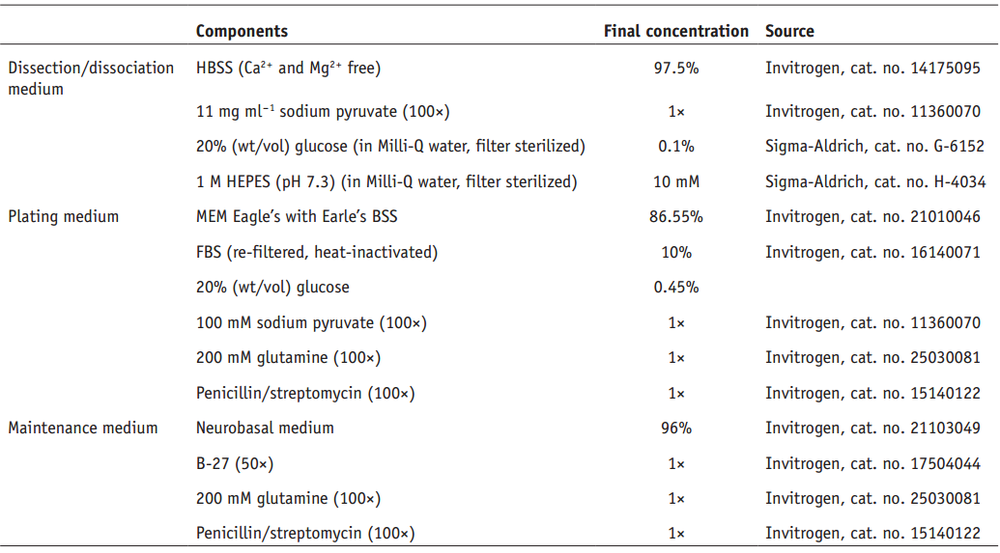 Components Final concentration Source
Dissection/dissociation medium HBSS (Ca²⁺ and Mg²⁺ free) 97.5% Invitrogen, cat. no. 14175095
11 mg ml⁻¹ sodium pyruvate (100×) 1× Invitrogen, cat. no. 11360070
20% (wt/vol) glucose (in Milli-Q water, filter sterilized) 0.1% Sigma-Aldrich, cat. no. G-6152
1 M HEPES (pH 7.3) (in Milli-Q water, filter sterilized) 10 mM Sigma-Aldrich, cat. no. H-4034
Plating medium MEM Eagle’s with Earle’s BSS 86.55% Invitrogen, cat. no. 21010046
FBS (re-filtered, heat-inactivated) 10% Invitrogen, cat. no. 16140071
20% (wt/vol) glucose 0.45%
100 mM sodium pyruvate (100×) 1× Invitrogen, cat. no. 11360070
200 mM glutamine (100×) 1× Invitrogen, cat. no. 25030081
Penicillin/streptomycin (100×) 1× Invitrogen, cat. no. 15140122
Maintenance medium Neurobasal medium 96% Invitrogen, cat. no. 21103049
B-27 (50×) 1× Invitrogen, cat. no. 17504044
200 mM glutamine (100×) 1× Invitrogen, cat. no. 25030081
Penicillin/streptomycin (100×) 1× Invitrogen, cat. no. 15140122